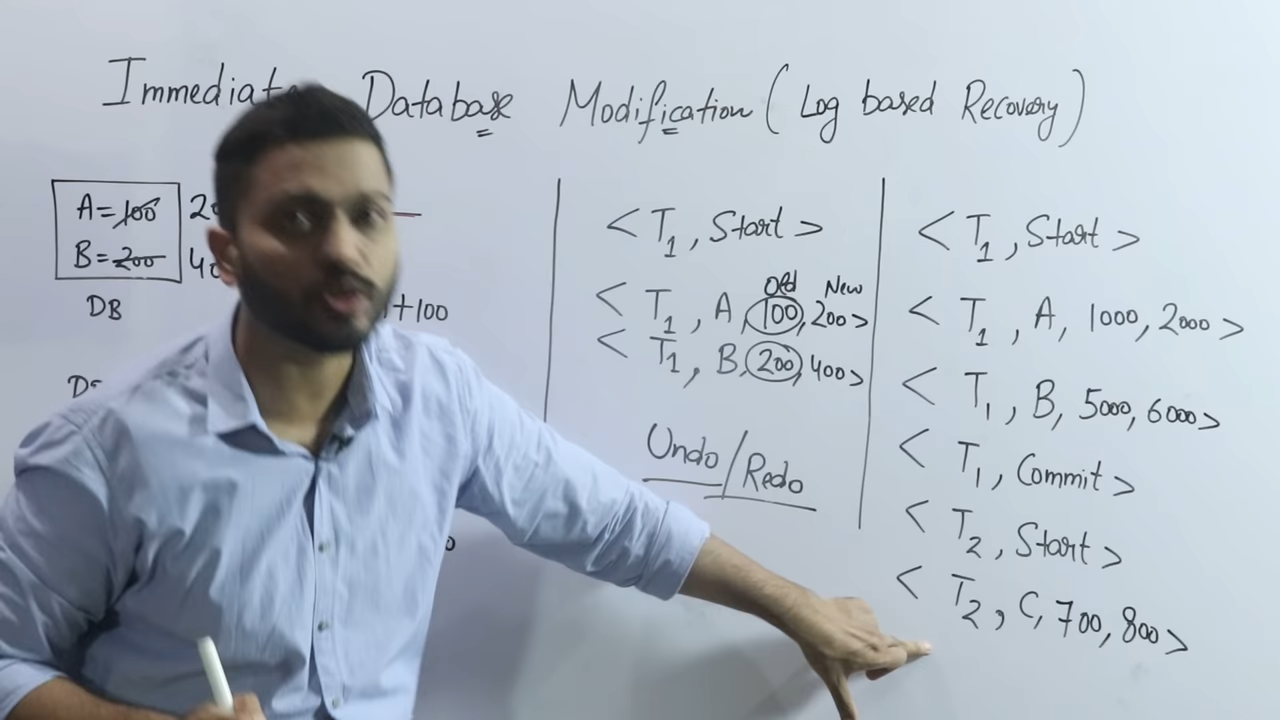 Immediate Database Modification (Log based Recovery)
A=100
B=200
DB
+100
<T1, Start>
Old New
<T1, A, 100, 200>
<T1, B, 200, 400>
Undo/Redo
<T1, Start>
<T1, A, 1000, 2000>
<T1, B, 5000, 6000>
<T1, Commit>
<T2, Start>
<T2, C, 700, 800>